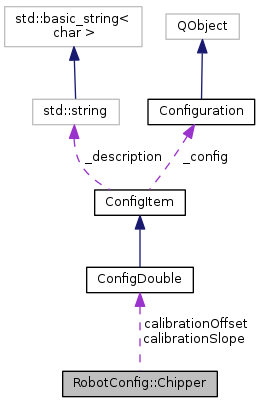 std::basic_string<
char >
QObject
std::string
Configuration
_description
_config
ConfigItem
ConfigDouble
calibrationOffset
calibrationSlope
RobotConfig::Chipper